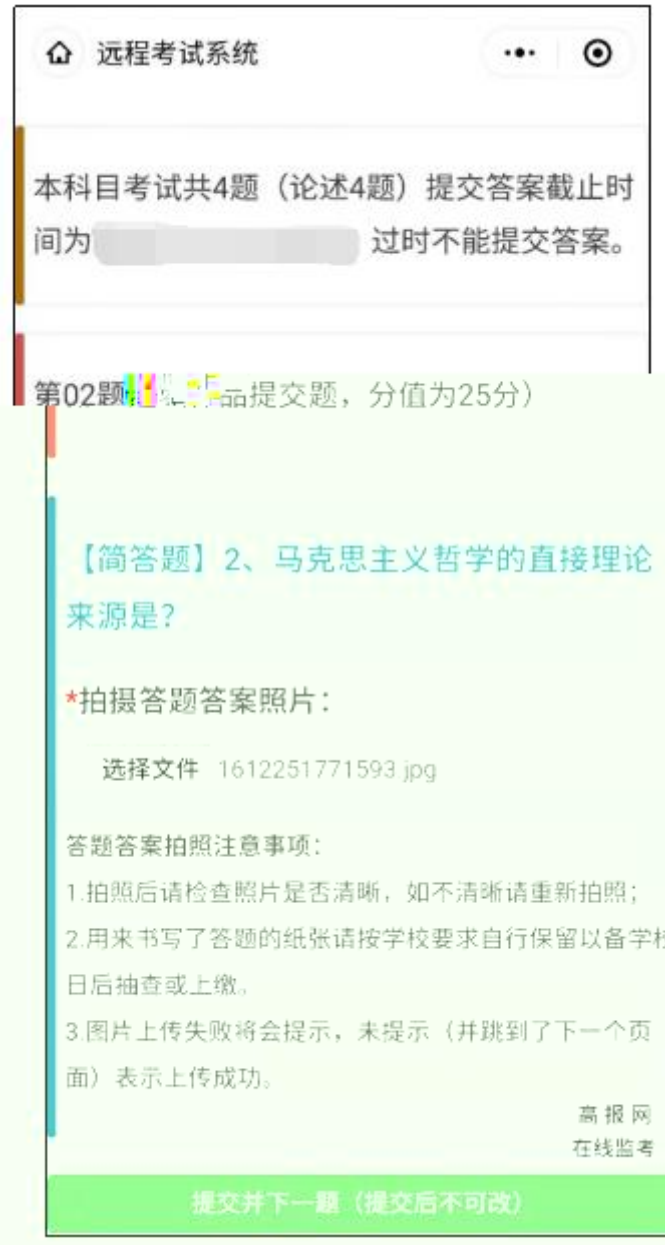 远程考试系统
本科目考试共4题（论述4题）提交答案截止时
间为 过时不能提交答案。
第02题 品提交题，分值为25分）
【简答题】2、马克思主义哲学的直接理论
来源是？
*拍摄答题答案照片：
选择文件 1612251771593.jpg
答题答案拍照注意事项：
1.拍照后请检查照片是否清晰，如不清晰请重新拍照；
2.用来书写了答题的纸张请按学校要求自行保留以备学校
日后抽查或上缴。
3.图片上传失败将会提示，未提示（并跳到了下一个页
面）表示上传成功。
高报网
在线监考
提交并下一题（提交后不可改）